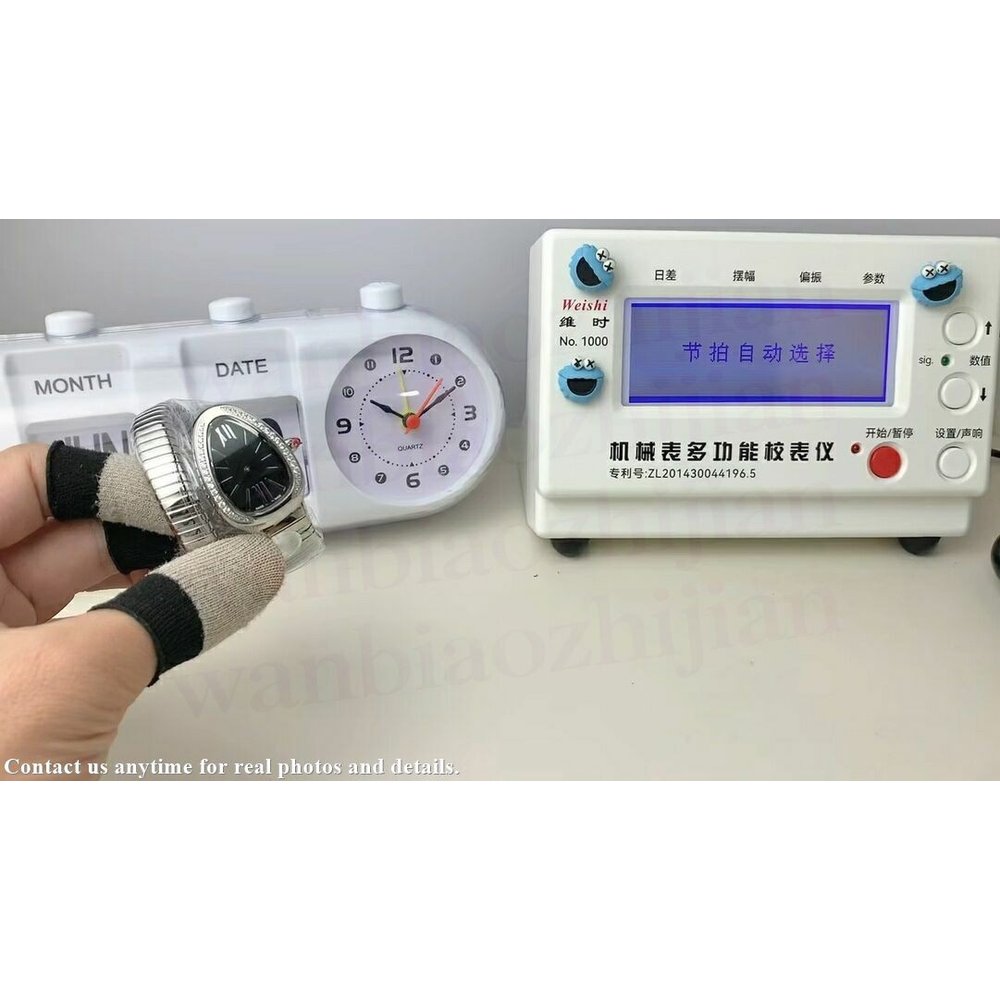 MONTH
DATE
12
1
2
3
4
5
6
7
8
9
10
11
QUARTZ
日差 摆幅 偏振 参数
Weishi
维时
No. 1000
节拍自动选择
sig. 数值
↑
↓
开始/暂停 设置/声响
机械表多功能校表仪
专利号:ZL201430044196.5
wanbiaozhijian
wanbiaozhijian
Contact us anytime for real photos and details.